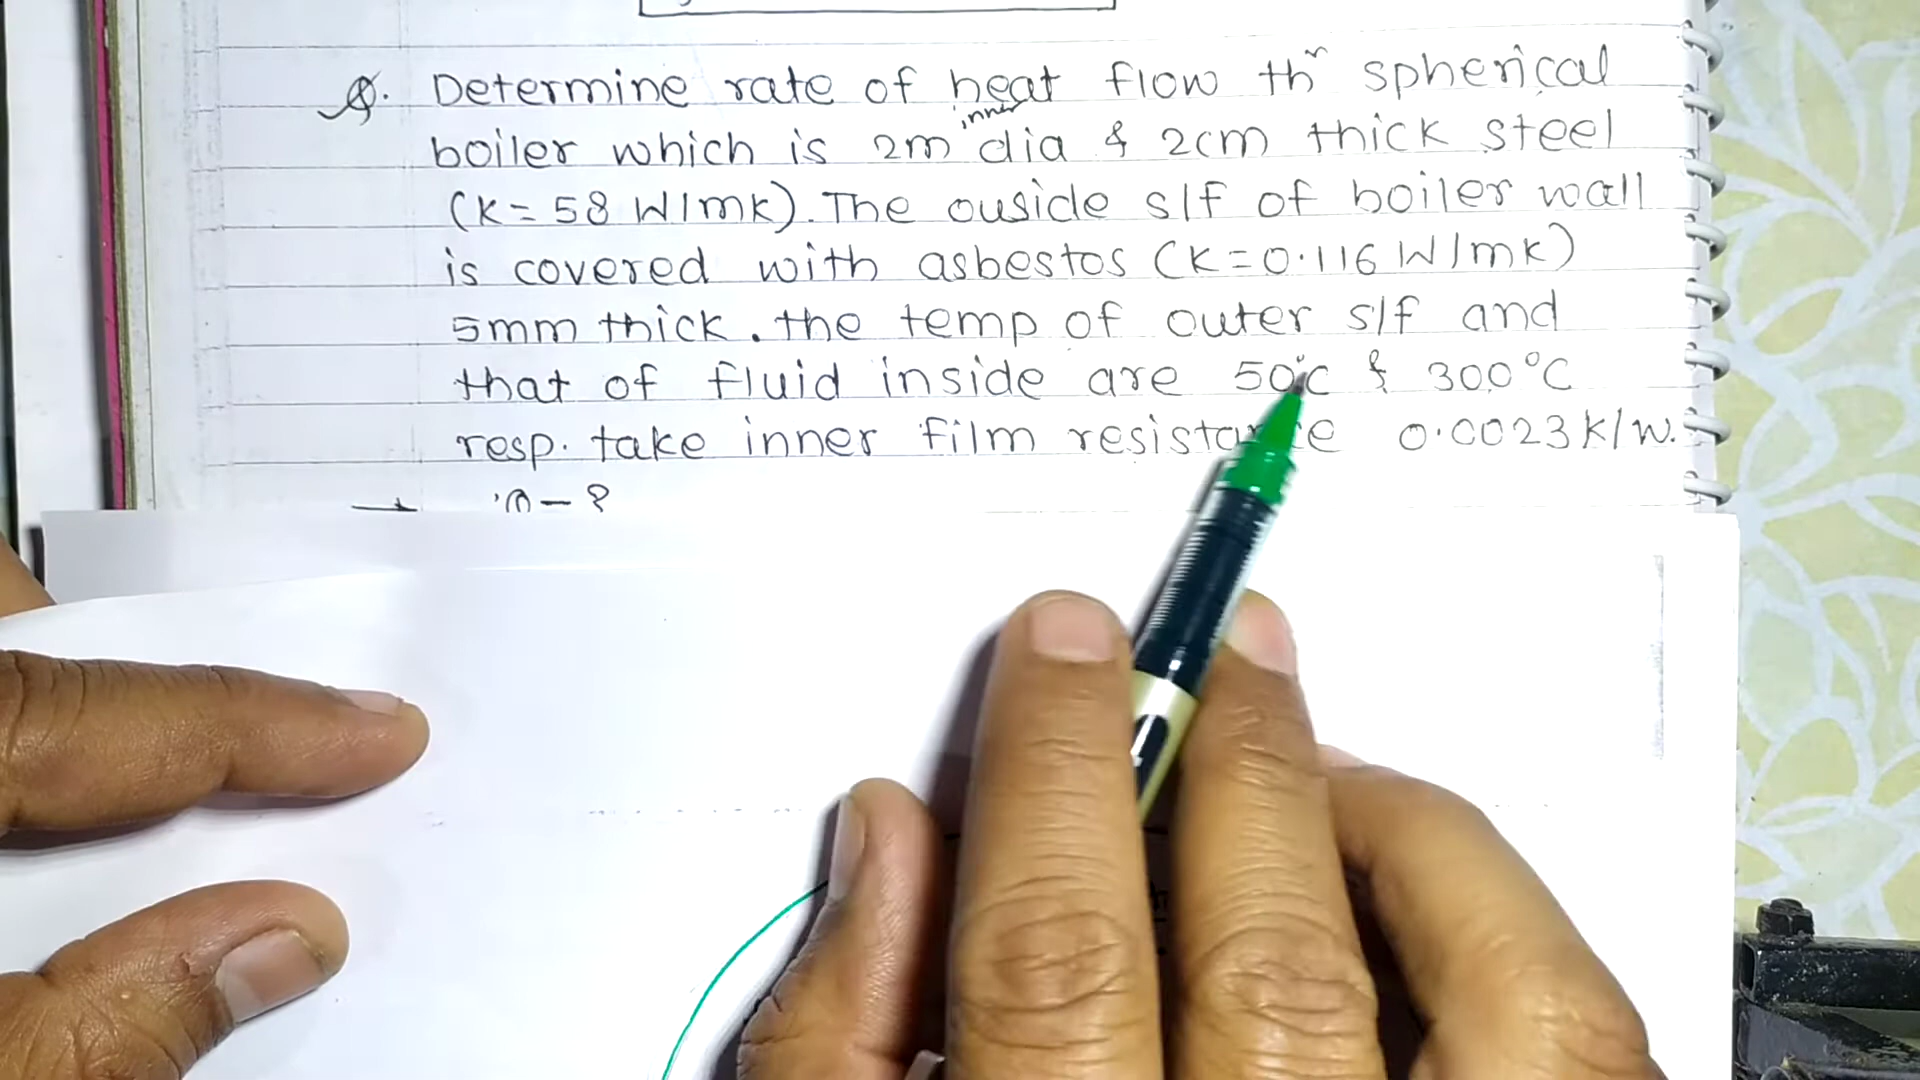 Q. Determine rate of heat flow thr spherical
boiler which is 2m inner dia & 2cm thick steel
(K=58 W/mK). The ouside s/f of boiler wall
is covered with asbestos (K=0.116 W/mK)
5mm thick. the temp of outer s/f and
that of fluid inside are 50°C & 300°C
resp. take inner film resistance 0.0023 K/W.
→ Q - ?